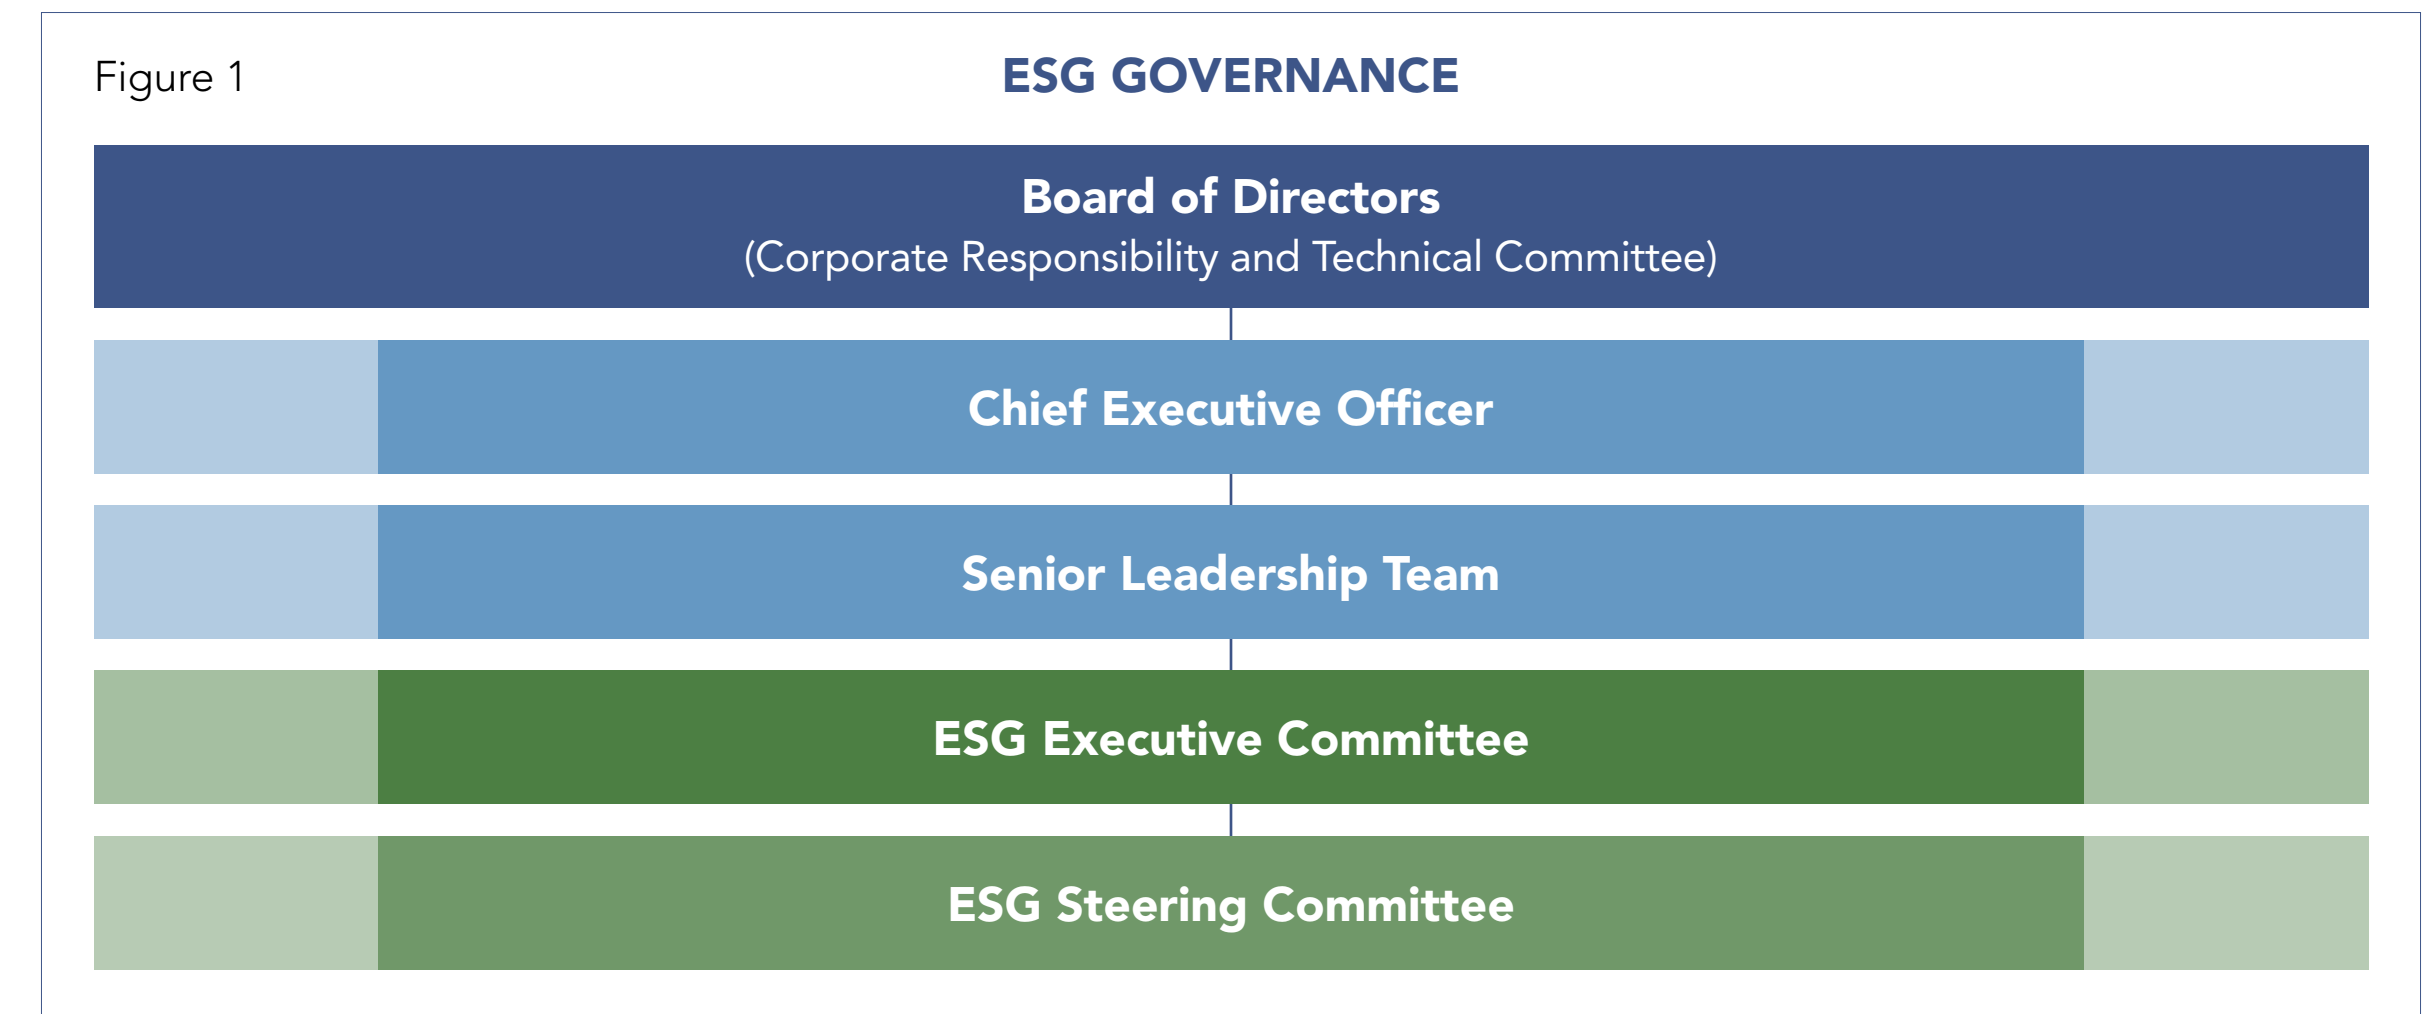 Figure 1
ESG GOVERNANCE
Board of Directors
(Corporate Responsibility and Technical Committee)
Chief Executive Officer
Senior Leadership Team
ESG Executive Committee
ESG Steering Committee